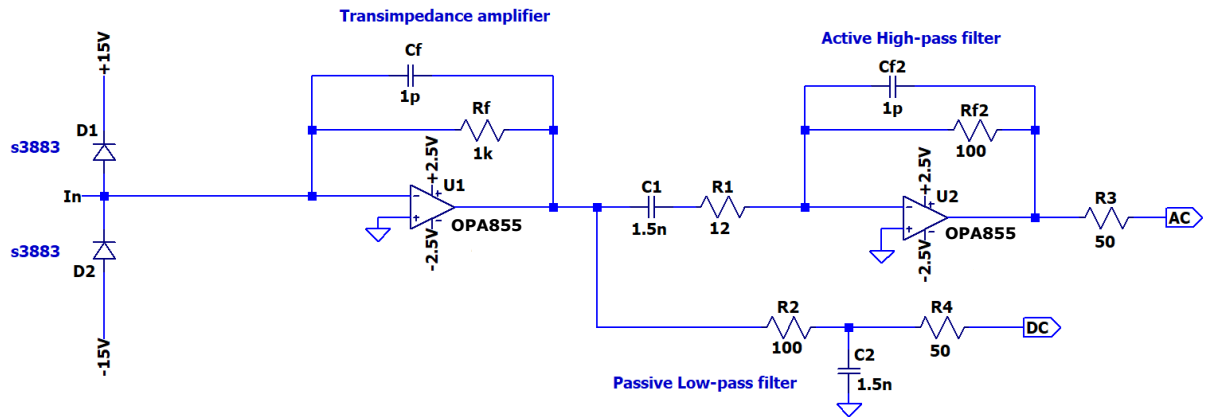 Transimpedance amplifier
Active High-pass filter
+15V
Cf
1p
Cf2
1p
D1
s3883
Rf
1k
+2.5V
U1
Rf2
100
+2.5V
U2
In
C1
1.5n
R1
12
OPA855
-2.5V
OPA855
-2.5V
R3
50
AC
s3883
D2
-15V
R2
100
R4
50
DC
C2
1.5n
Passive Low-pass filter